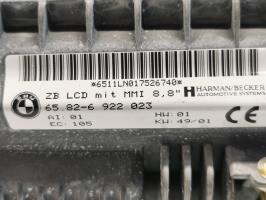 *6511LN017526740*
ZB LCD mit MMI 8,8" HARMAN/BECKER
AUTOMOTIVE SYSTEMS
65.82-6 922 023
AI: 01 HW: 01
EC: 105 KW: 49/01 CE